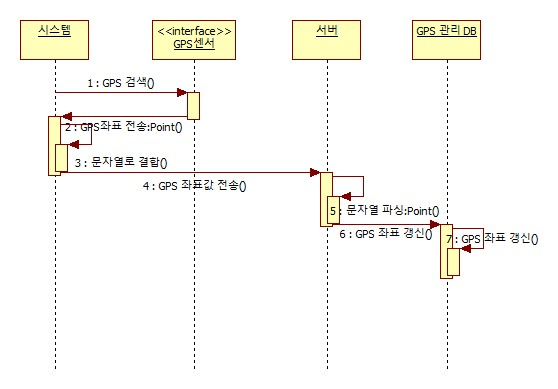 시스템
<<interface>>
GPS센서
서버
GPS 관리 DB
1 : GPS 검색()
2 : GPS좌표 전송:Point()
3 : 문자열로 결합()
4 : GPS 좌표값 전송()
5 : 문자열 파싱:Point()
6 : GPS 좌표 갱신()
7 : GPS 좌표 갱신()